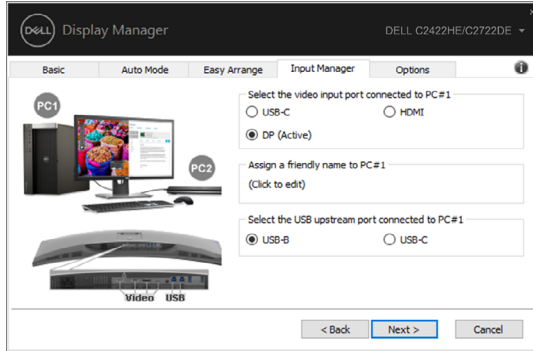 DELL Display Manager
DELL C2422HE/C2722DE
Basic Auto Mode Easy Arrange Input Manager Options
Select the video input port connected to PC#1
USB-C HDMI
DP (Active)
PC1
PC2
Assign a friendly name to PC#1
(Click to edit)
Select the USB upstream port connected to PC#1
USB-B USB-C
Video USB
< Back Next > Cancel